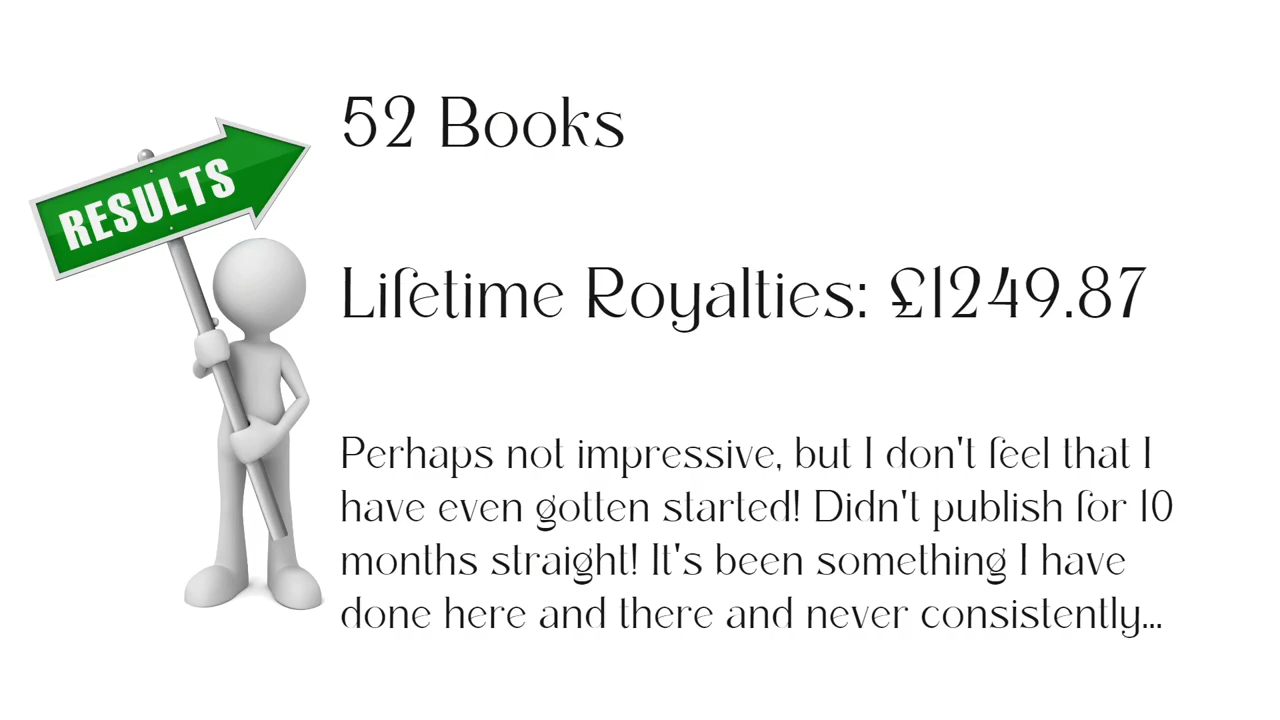 52 Books
RESULTS
Lifetime Royalties: £1249.87
Perhaps not impressive, but I don't feel that I
have even gotten started! Didn't publish for 10
months straight! It's been something I have
done here and there and never consistently...